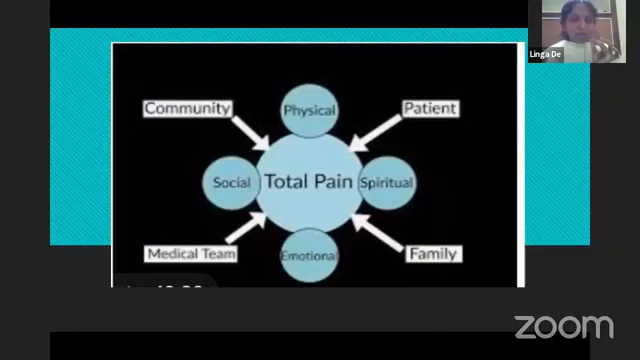 Linga De
Community
Physical
Patient
Social
Total Pain
Spiritual
Medical Team
Emotional
Family
zoom